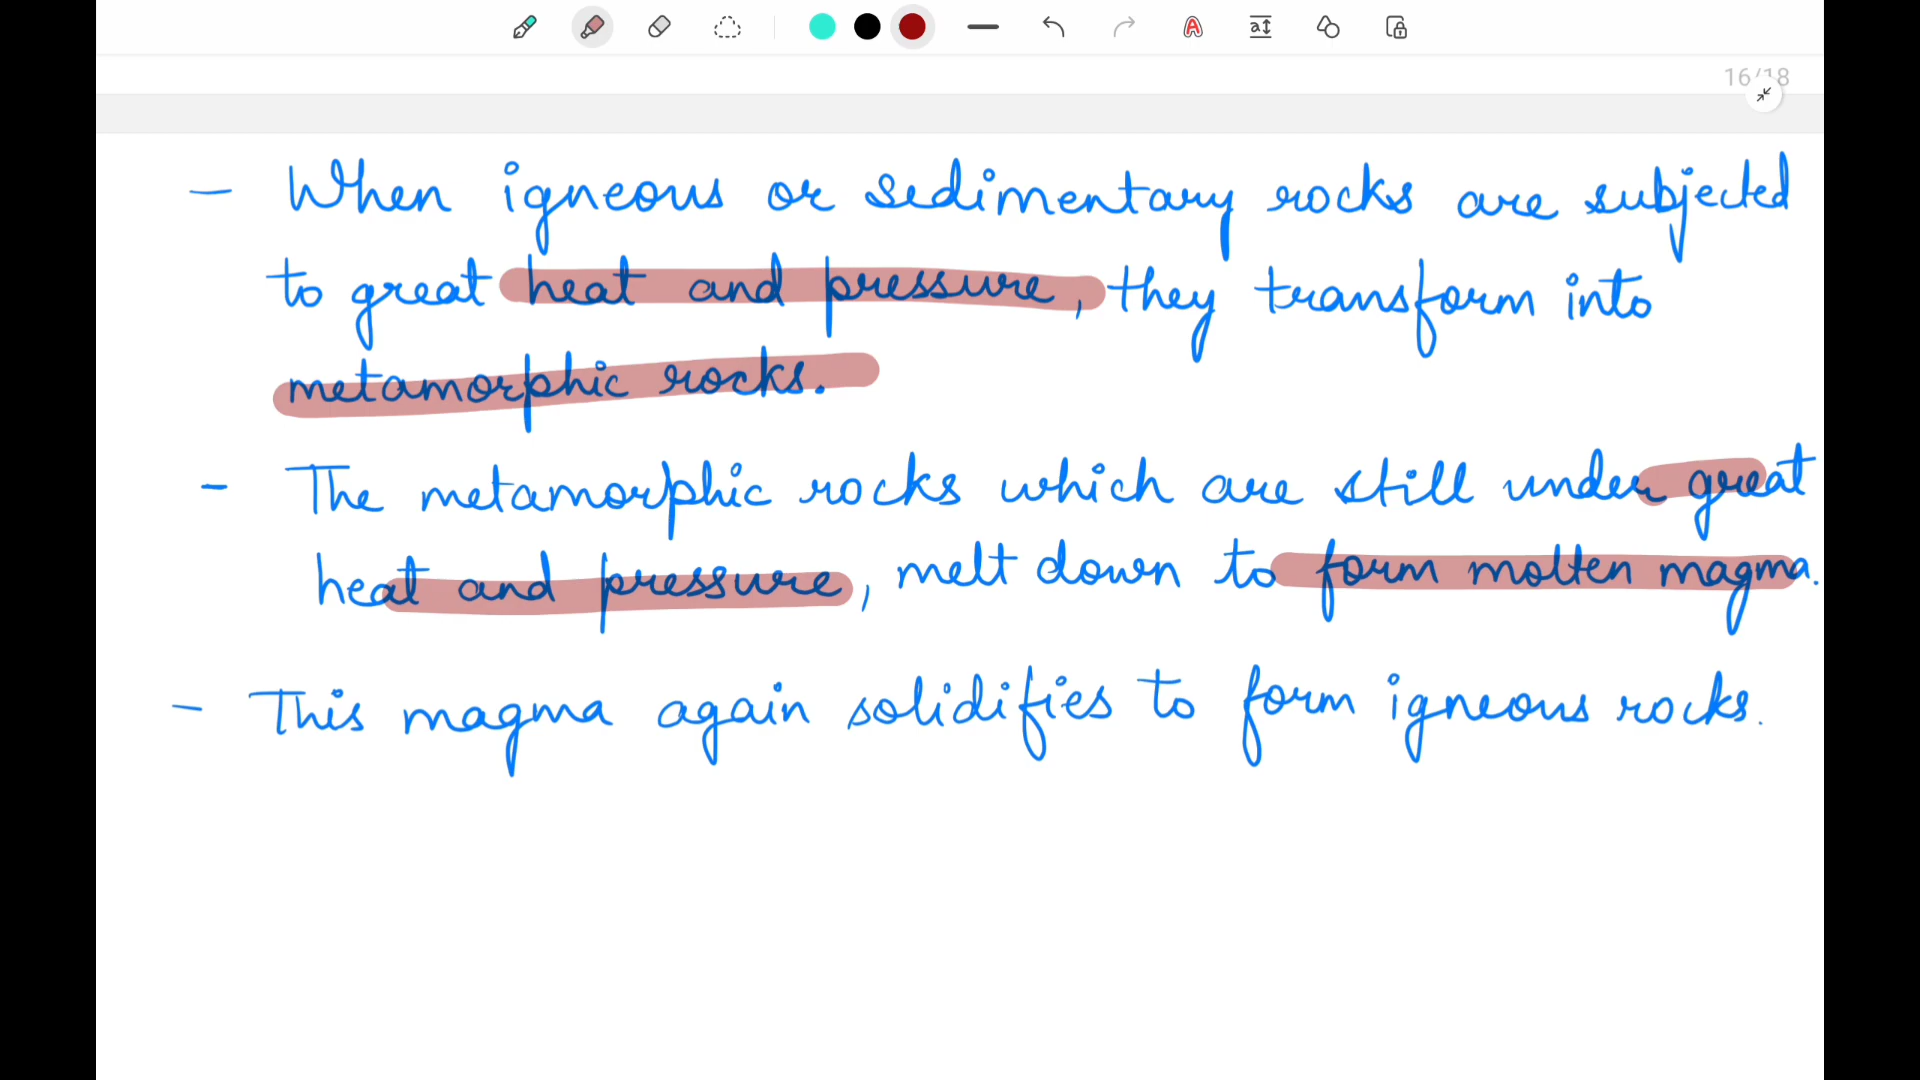 16/18
- When igneous or sedimentary rocks are subjected
to great heat and pressure, they transform into
metamorphic rocks.
- The metamorphic rocks which are still under great
heat and pressure, melt down to form molten magma.
- This magma again solidifies to form igneous rocks.